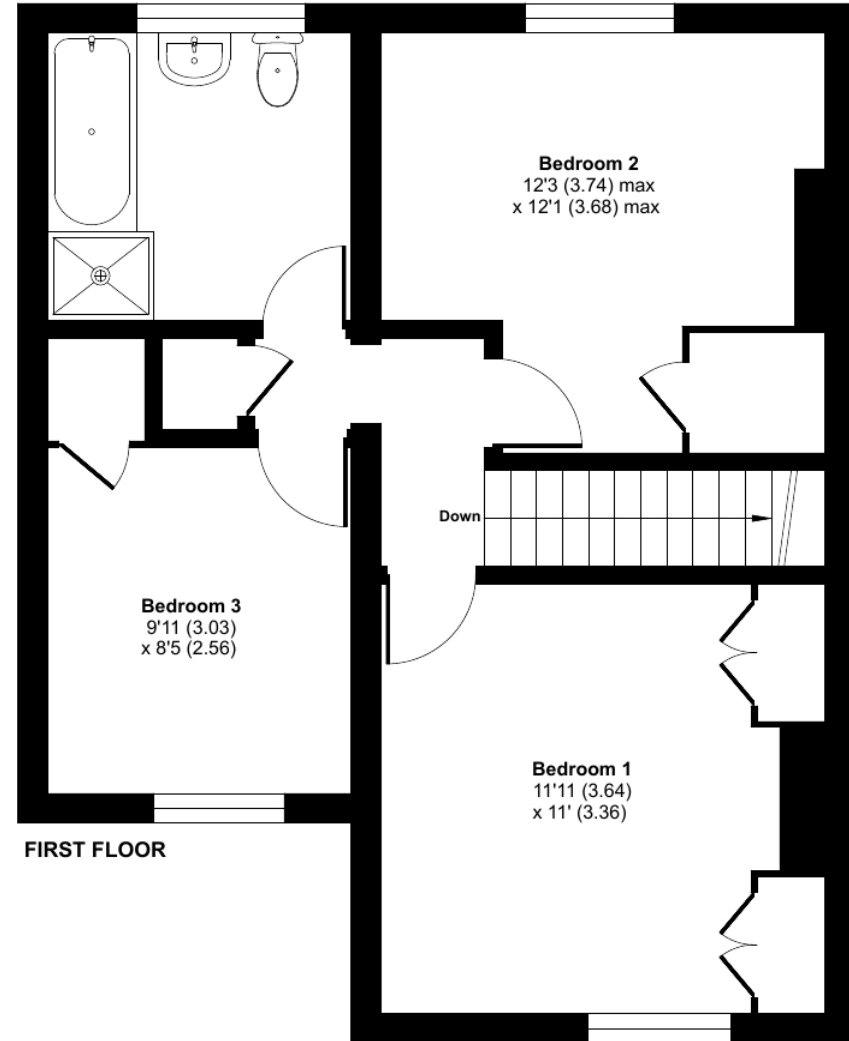 Bedroom 2
12'3 (3.74) max
x 12'1 (3.68) max
Down
Bedroom 3
9'11 (3.03)
x 8'5 (2.56)
Bedroom 1
11'11 (3.64)
x 11' (3.36)
FIRST FLOOR